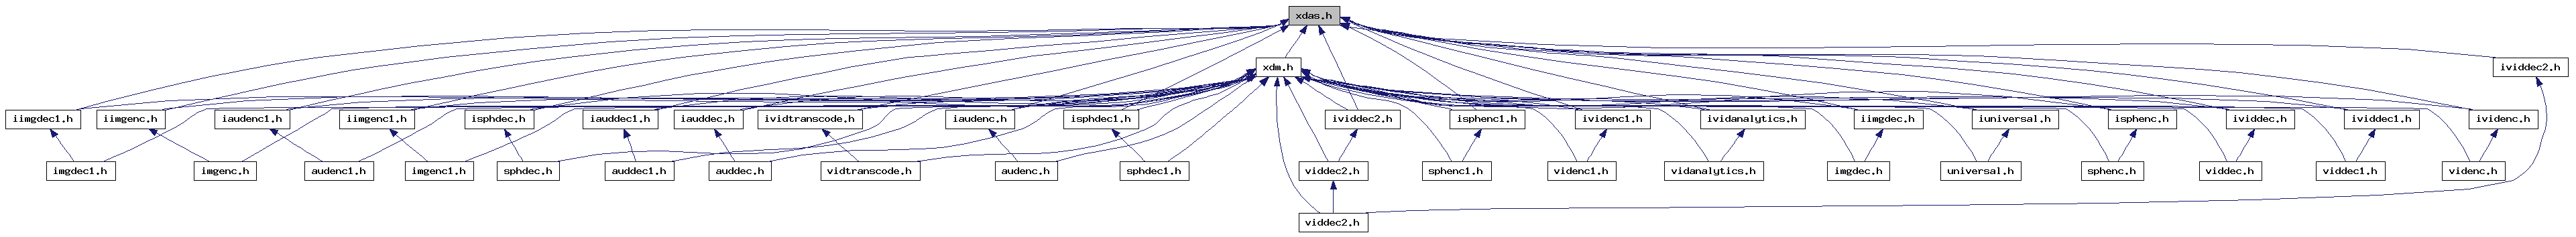 xdas.h
xdm.h
ividdec2.h
iimgdec1.h
iimgenc.h
iaudenc1.h
iimgenc1.h
isphdec.h
iauddec1.h
iauddec.h
ividtranscode.h
iaudenc.h
isphdec1.h
ividdec2.h
isphenc1.h
ividenc1.h
ividanalytics.h
iimgdec.h
iuniversal.h
isphenc.h
ividdec.h
ividdec1.h
ividenc.h
imgdec1.h
imgenc.h
audenc1.h
imgenc1.h
sphdec.h
auddec1.h
auddec.h
vidtranscode.h
audenc.h
sphdec1.h
viddec2.h
sphenc1.h
videnc1.h
vidanalytics.h
imgdec.h
universal.h
sphenc.h
viddec.h
viddec1.h
videnc.h
viddec2.h